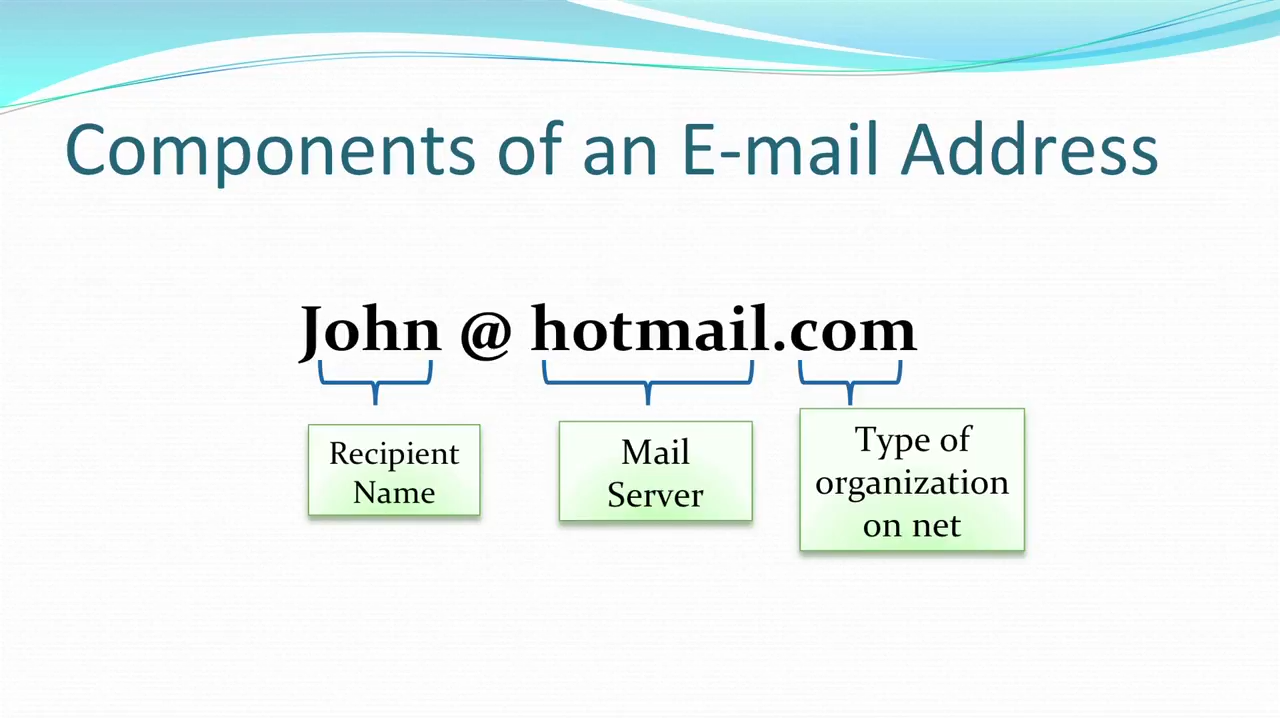 Components of an E-mail Address
John @ hotmail.com
Recipient
Name
Mail
Server
Type of
organization
on net